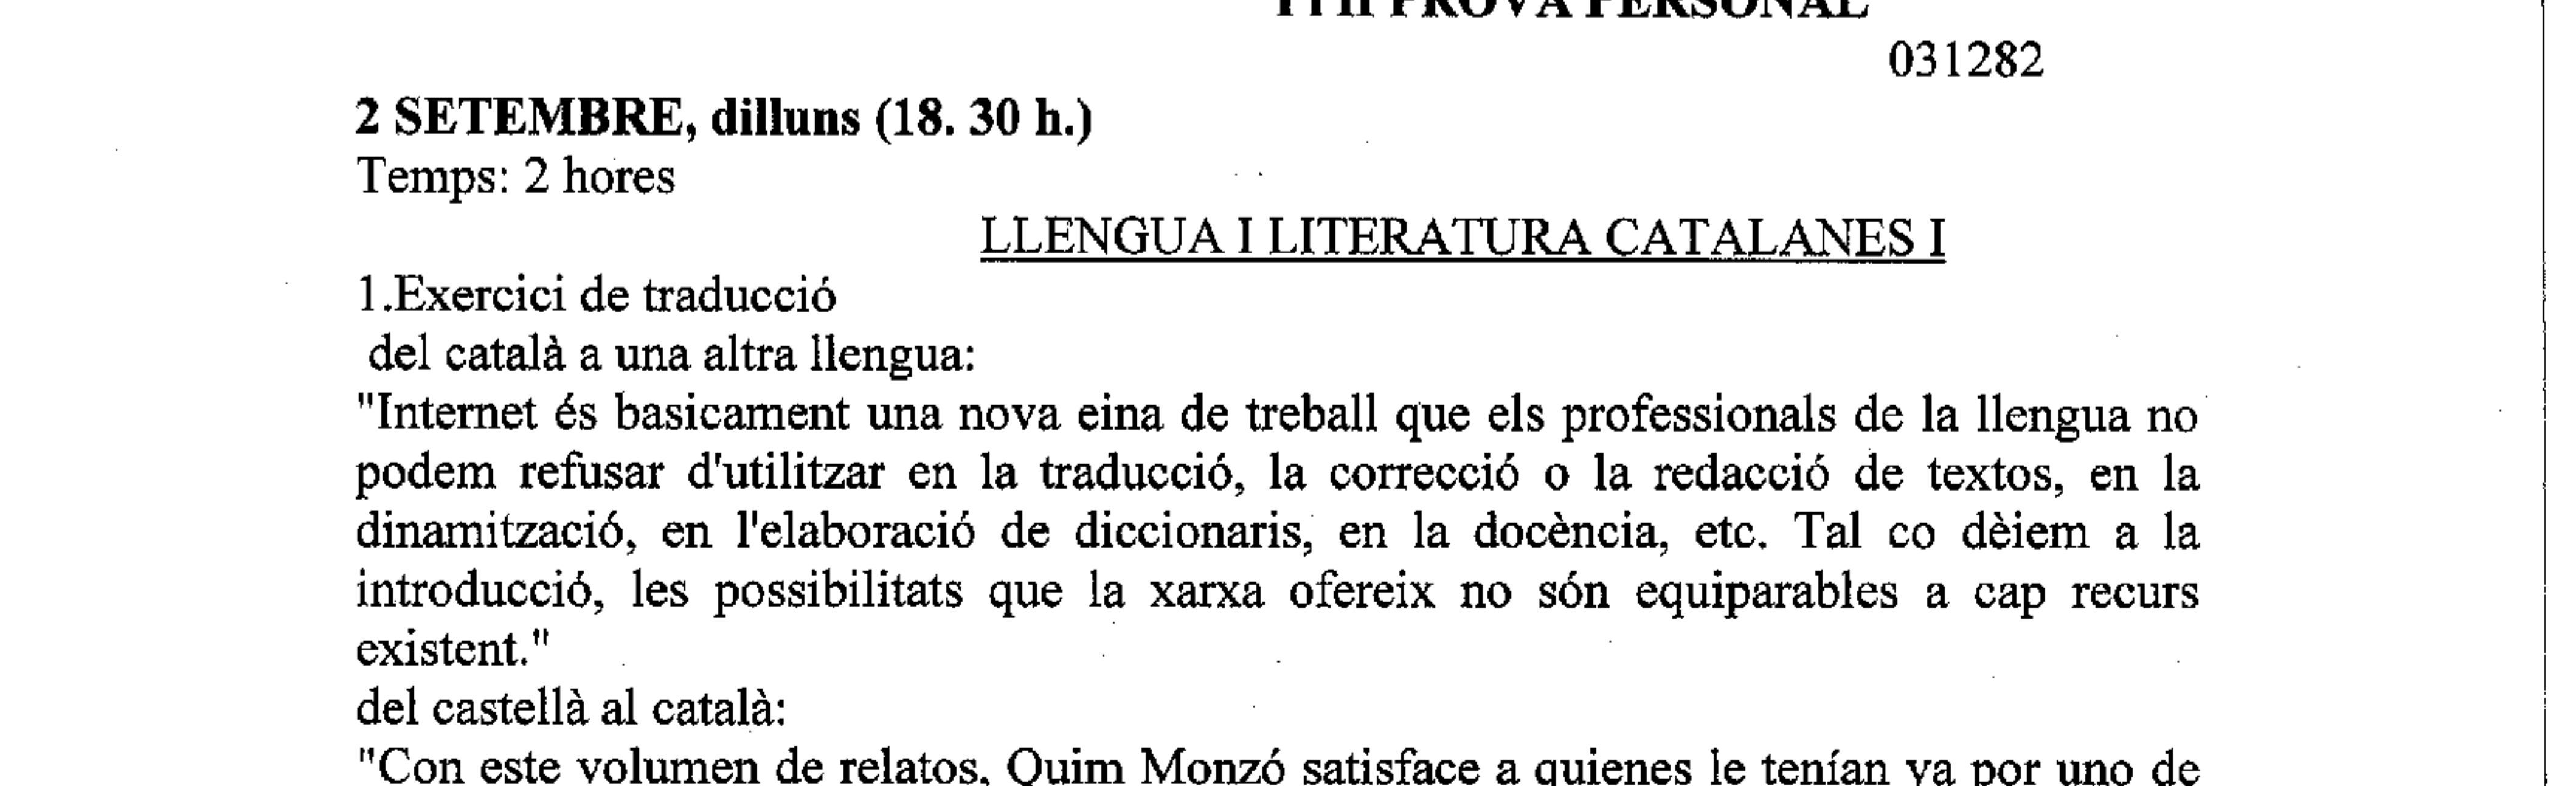 PROVA PERSONAL
031282
2 SETEMBRE, dilluns (18. 30 h.)
Temps: 2 hores
LLENGUA I LITERATURA CATALANES I
1.Exercici de traducció
del català a una altra llengua:
"Internet és basicament una nova eina de treball que els professionals de la llengua no
podem refusar d'utilitzar en la traducció, la correcció o la redacció de textos, en la
dinamització, en l'elaboració de diccionaris, en la docència, etc. Tal co dèiem a la
introducció, les possibilitats que la xarxa ofereix no són equiparables a cap recurs
existent."
del castellà al català:
"Con este volumen de relatos, Quim Monzó satisface a quienes le tenían ya por uno de